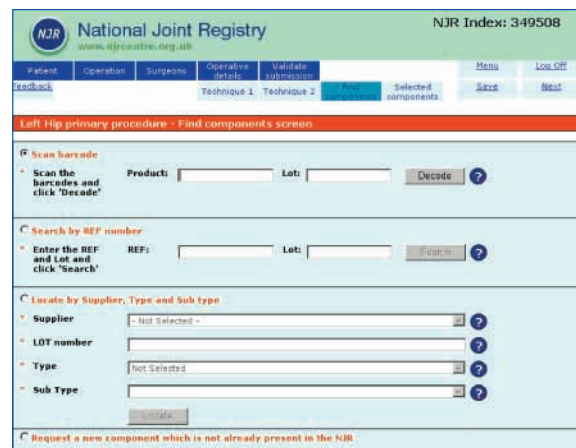 NJR
National Joint Registry
www.njrcentre.org.uk
NJR Index: 349508
Patient Operation Surgeons Operative details Validate submission Menu Log Off
Feedback Technique 1 Technique 2 Find components Selected components Save Next
Left Hip primary procedure - Find components screen
Scan barcode
* Scan the barcodes and click 'Decode' Product: Lot: Decode ?
Search by REF number
* Enter the REF and Lot and click 'Search' REF: Lot: Search ?
Locate by Supplier, Type and Sub type
* Supplier - Not Selected - ?
* LOT number ?
* Type Not Selected ?
* Sub Type ?
Locate
Request a new component which is not already present in the NJR